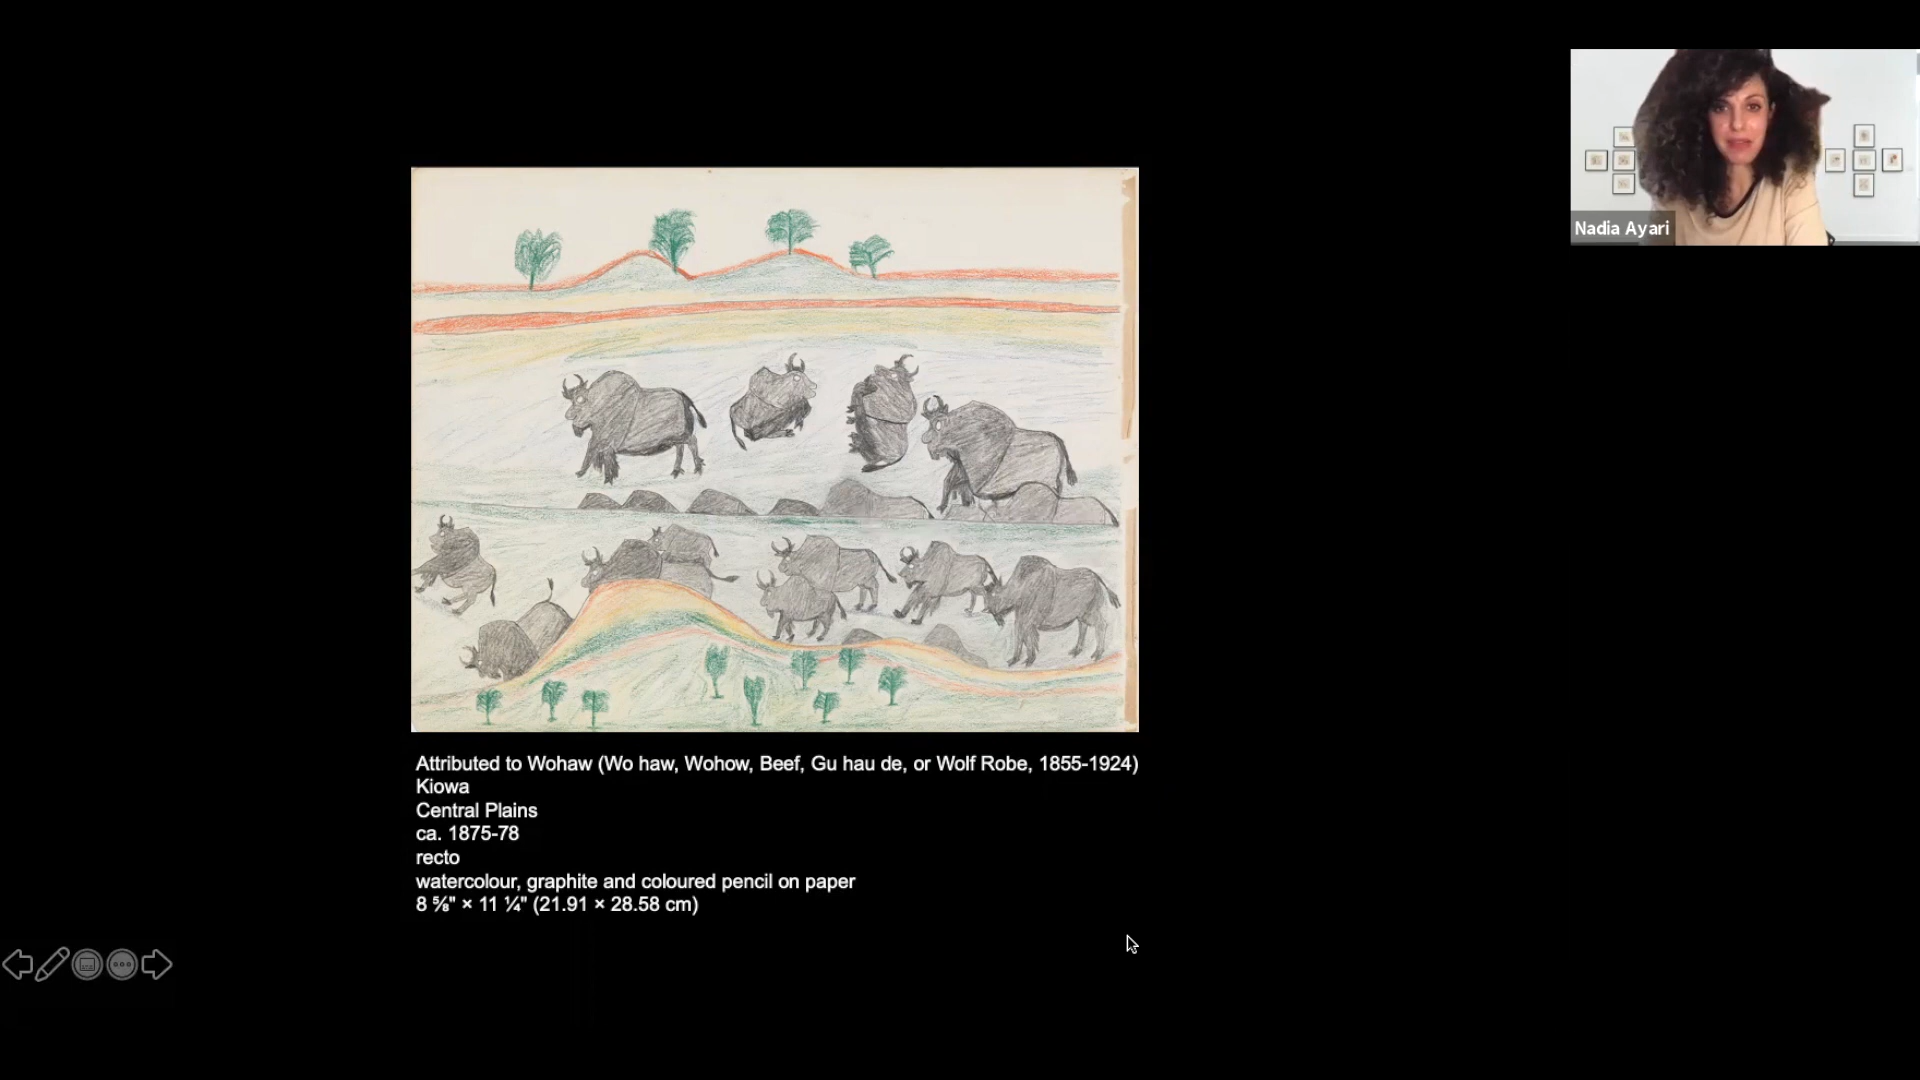 Nadia Ayari
Attributed to Wohaw (Wo haw, Wohow, Beef, Gu hau de, or Wolf Robe, 1855-1924)
Kiowa
Central Plains
ca. 1875-78
recto
watercolour, graphite and coloured pencil on paper
8 ⅝" × 11 ¼" (21.91 × 28.58 cm)